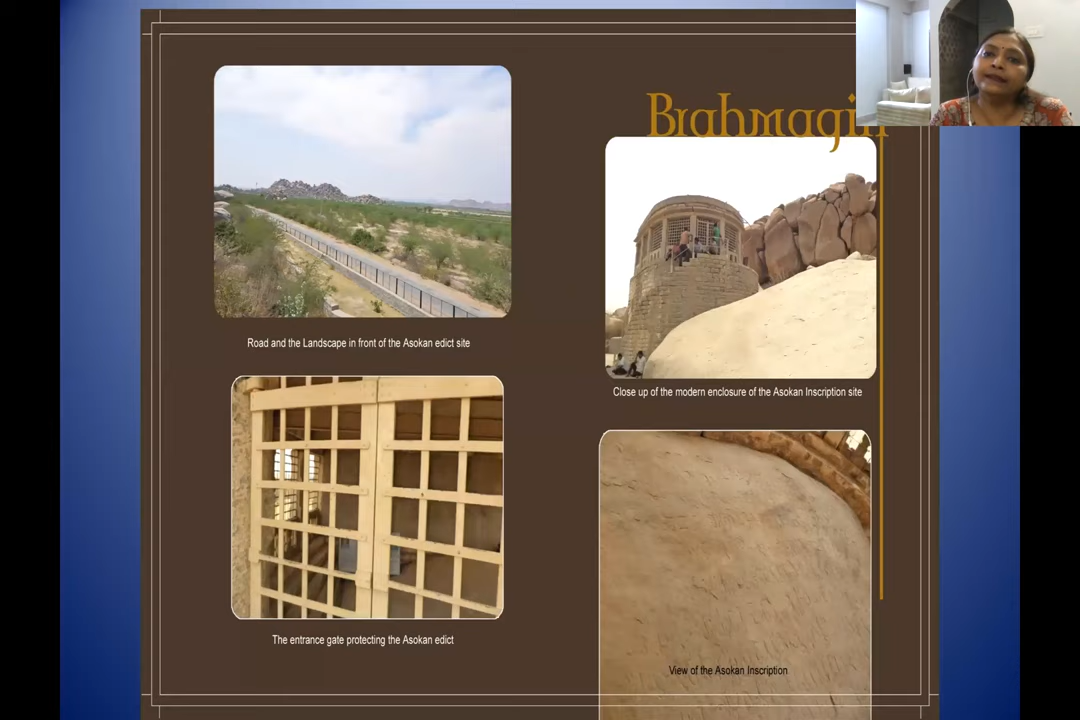 Brahmagiri
Road and the Landscape in front of the Asokan edict site
Close up of the modern enclosure of the Asokan Inscription site
The entrance gate protecting the Asokan edict
View of the Asokan Inscription